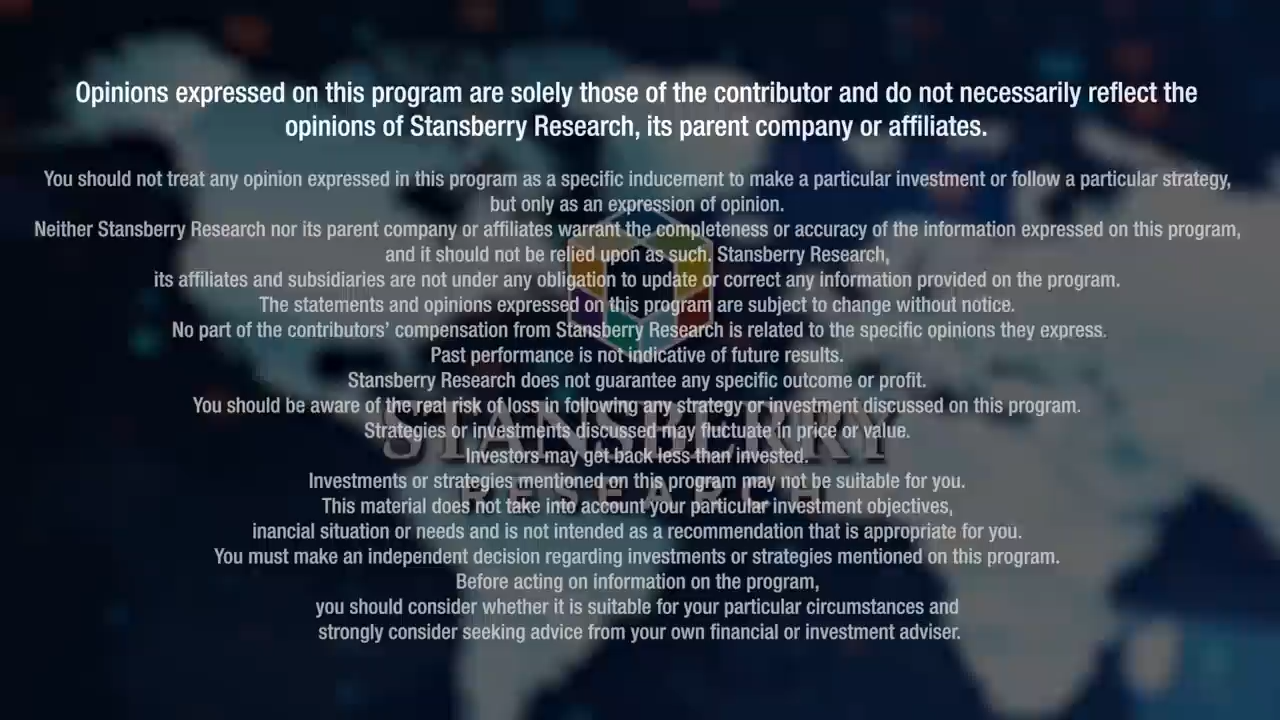 Opinions expressed on this program are solely those of the contributor and do not necessarily reflect the
opinions of Stansberry Research, its parent company or affiliates.
You should not treat any opinion expressed in this program as a specific inducement to make a particular investment or follow a particular strategy,
but only as an expression of opinion.
Neither Stansberry Research nor its parent company or affiliates warrant the completeness or accuracy of the information expressed on this program,
and it should not be relied upon as such. Stansberry Research,
its affiliates and subsidiaries are not under any obligation to update or correct any information provided on the program.
The statements and opinions expressed on this program are subject to change without notice.
No part of the contributors’ compensation from Stansberry Research is related to the specific opinions they express.
Past performance is not indicative of future results.
Stansberry Research does not guarantee any specific outcome or profit.
You should be aware of the real risk of loss in following any strategy or investment discussed on this program.
STANSBERRY
Strategies or investments discussed may fluctuate in price or value.
Investors may get back less than invested.
Investments or strategies mentioned on this program may not be suitable for you.
RESEARCH
This material does not take into account your particular investment objectives,
inancial situation or needs and is not intended as a recommendation that is appropriate for you.
You must make an independent decision regarding investments or strategies mentioned on this program.
Before acting on information on the program,
you should consider whether it is suitable for your particular circumstances and
strongly consider seeking advice from your own financial or investment adviser.